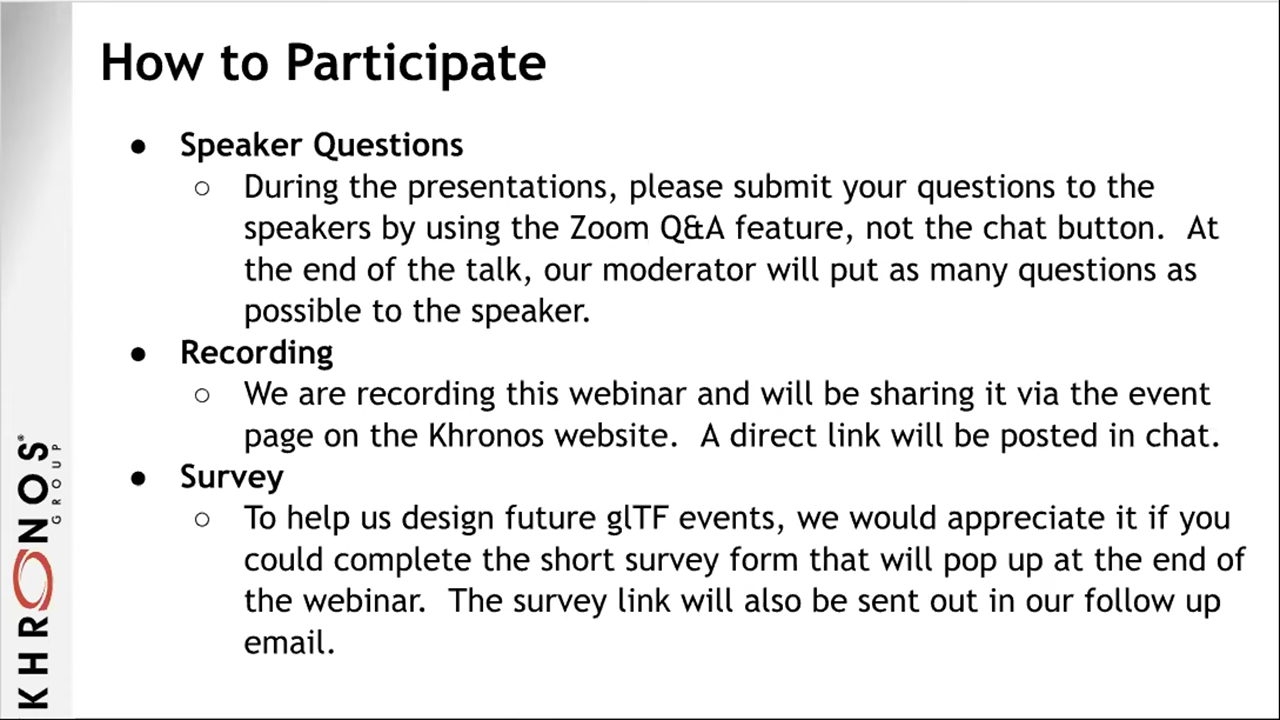 How to Participate
● Speaker Questions
○ During the presentations, please submit your questions to the
speakers by using the Zoom Q&A feature, not the chat button.  At
the end of the talk, our moderator will put as many questions as
possible to the speaker.
● Recording
○ We are recording this webinar and will be sharing it via the event
page on the Khronos website.  A direct link will be posted in chat.
● Survey
○ To help us design future glTF events, we would appreciate it if you
could complete the short survey form that will pop up at the end of
the webinar.  The survey link will also be sent out in our follow up
email.
KHRONOS®
GROUP